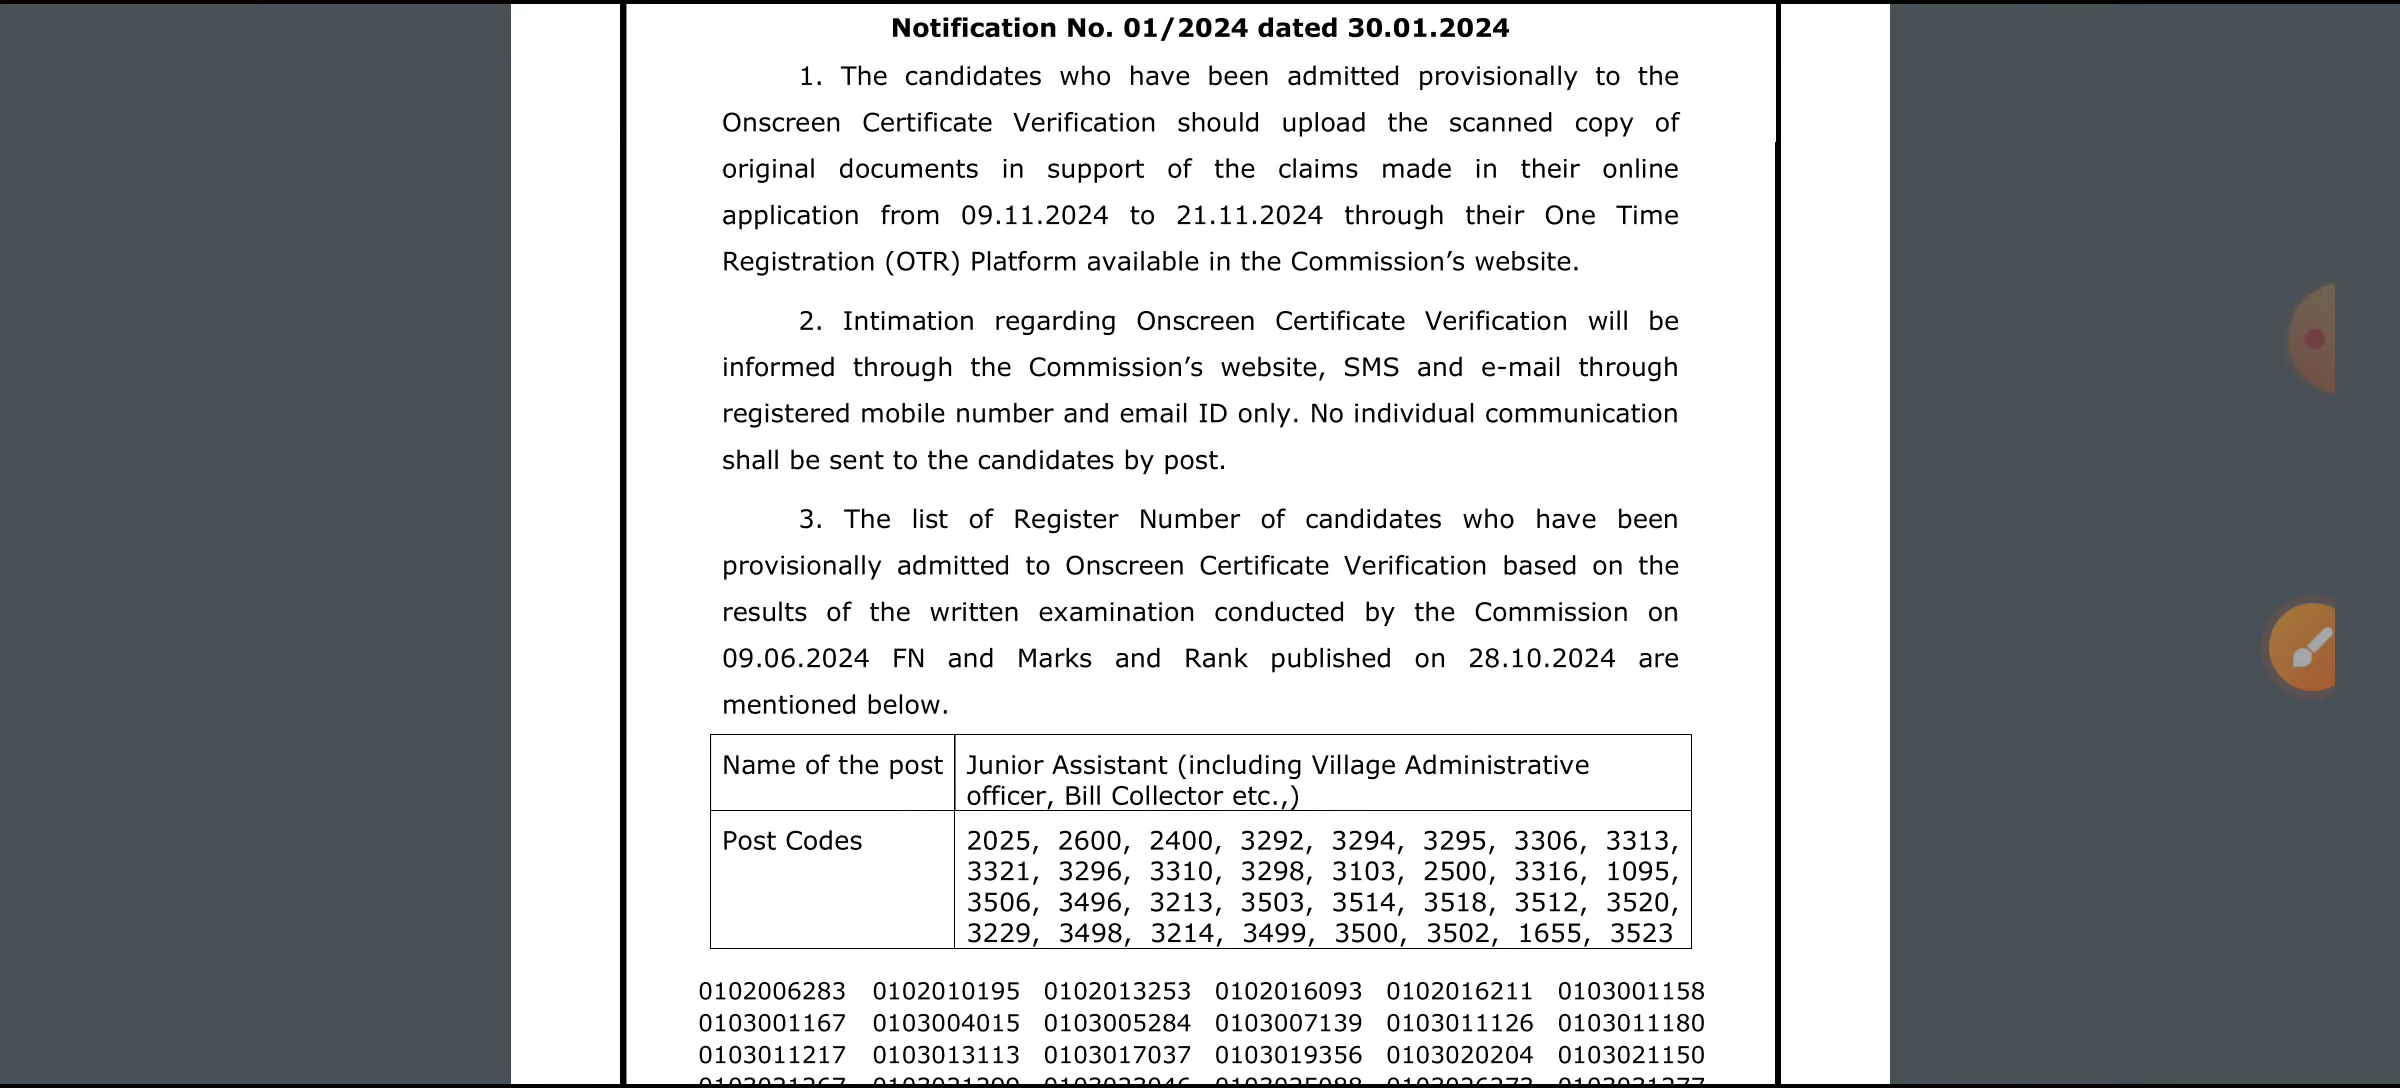 Notification No. 01/2024 dated 30.01.2024
1. The candidates who have been admitted provisionally to the
Onscreen Certificate Verification should upload the scanned copy of
original documents in support of the claims made in their online
application from 09.11.2024 to 21.11.2024 through their One Time
Registration (OTR) Platform available in the Commission’s website.
2. Intimation regarding Onscreen Certificate Verification will be
informed through the Commission’s website, SMS and e-mail through
registered mobile number and email ID only. No individual communication
shall be sent to the candidates by post.
3. The list of Register Number of candidates who have been
provisionally admitted to Onscreen Certificate Verification based on the
results of the written examination conducted by the Commission on
09.06.2024 FN and Marks and Rank published on 28.10.2024 are
mentioned below.
Name of the post Junior Assistant (including Village Administrative
officer, Bill Collector etc.,)
Post Codes 2025, 2600, 2400, 3292, 3294, 3295, 3306, 3313,
3321, 3296, 3310, 3298, 3103, 2500, 3316, 1095,
3506, 3496, 3213, 3503, 3514, 3518, 3512, 3520,
3229, 3498, 3214, 3499, 3500, 3502, 1655, 3523
0102006283 0102010195 0102013253 0102016093 0102016211 0103001158
0103001167 0103004015 0103005284 0103007139 0103011126 0103011180
0103011217 0103013113 0103017037 0103019356 0103020204 0103021150